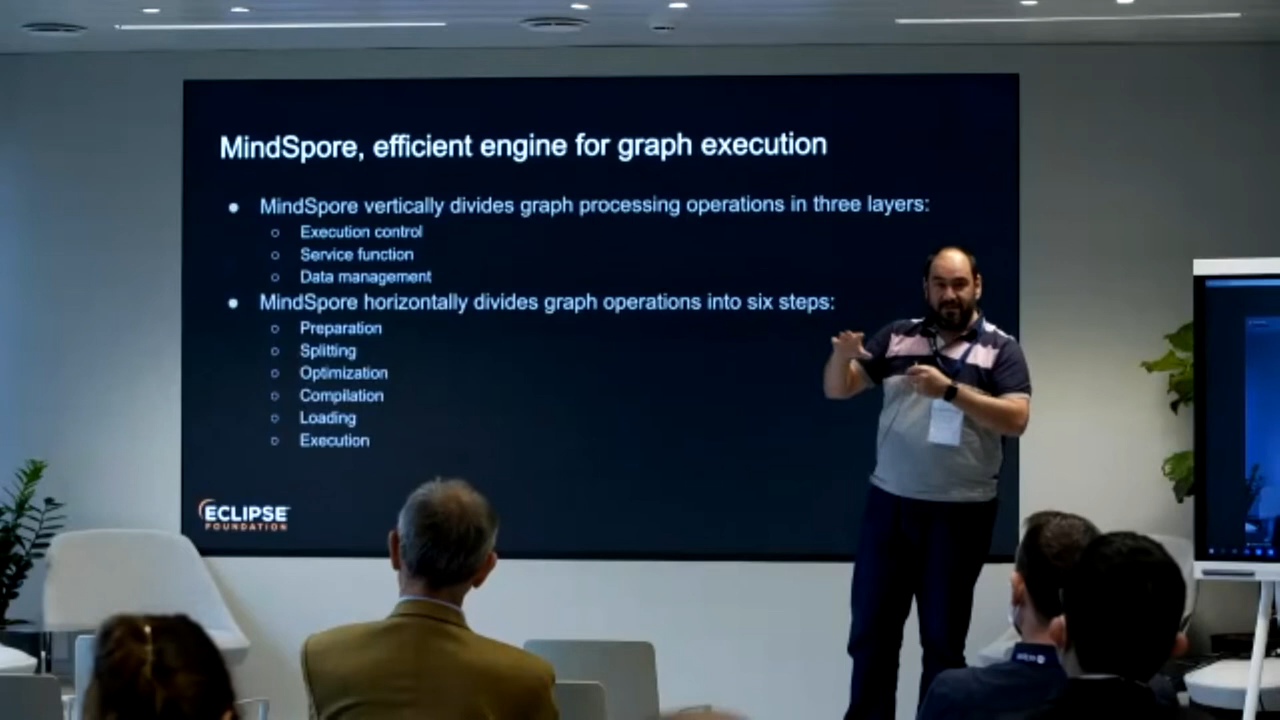 MindSpore, efficient engine for graph execution
● MindSpore vertically divides graph processing operations in three layers:
○ Execution control
○ Service function
○ Data management
● MindSpore horizontally divides graph operations into six steps:
○ Preparation
○ Splitting
○ Optimization
○ Compilation
○ Loading
○ Execution
ECLIPSE
FOUNDATION